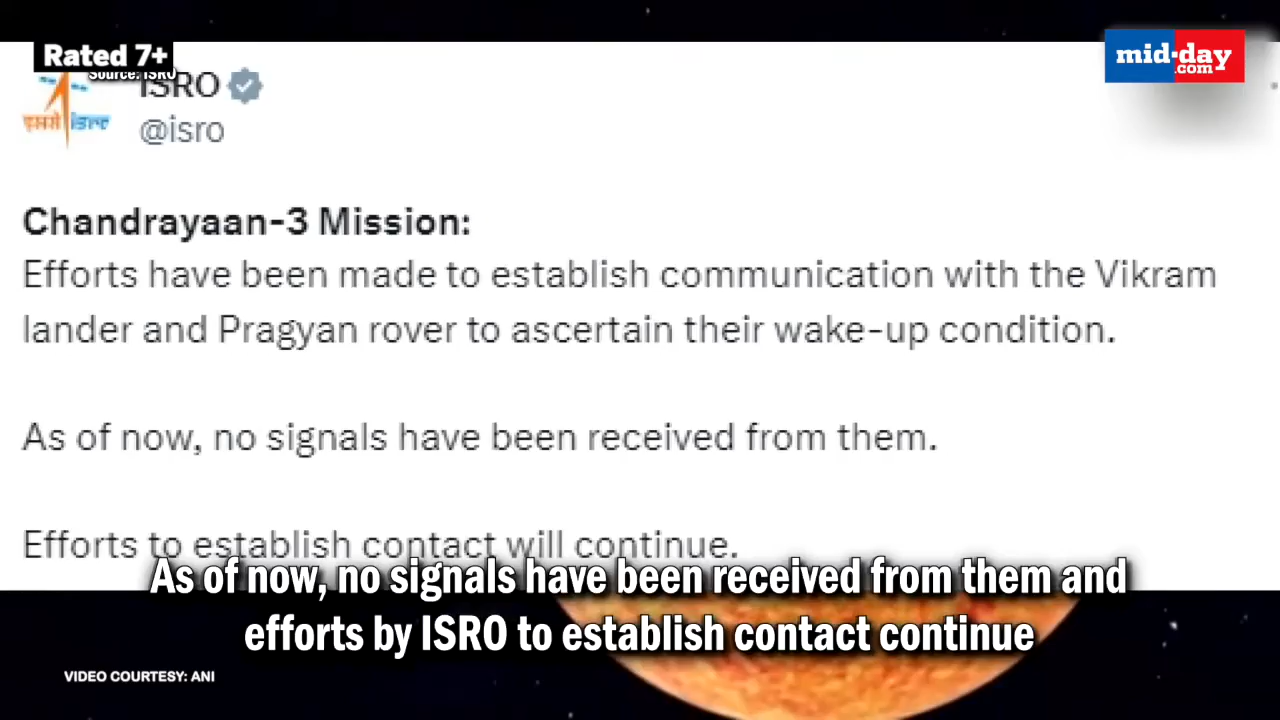 Rated 7+
Source: ISRO
mid-day
.com
ISRO
इसरो isro
@isro
Chandrayaan-3 Mission:
Efforts have been made to establish communication with the Vikram
lander and Pragyan rover to ascertain their wake-up condition.
As of now, no signals have been received from them.
Efforts to establish contact will continue.
As of now, no signals have been received from them and
efforts by ISRO to establish contact continue
VIDEO COURTESY: ANI